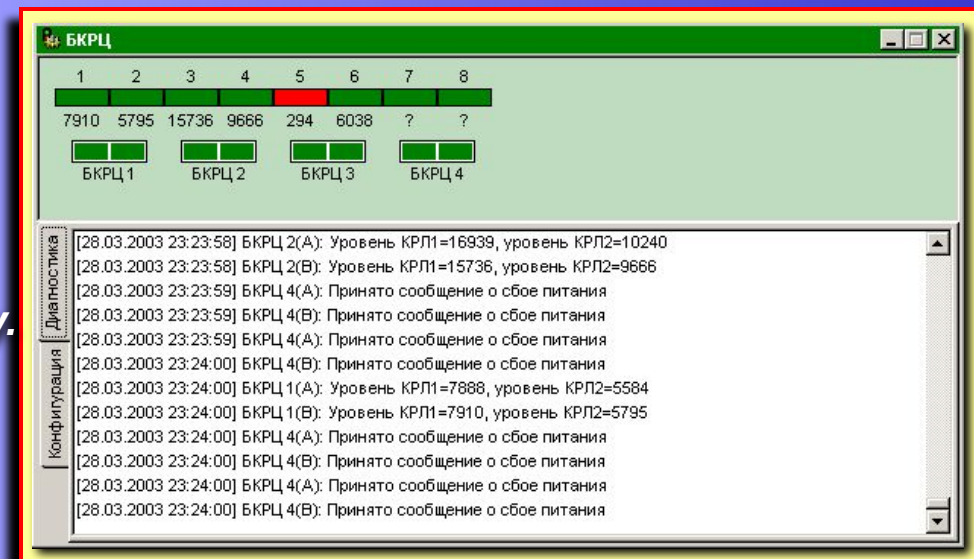 БКРЦ
1 2 3 4 5 6 7 8
7910 5795 15736 9666 294 6038 ? ?
БКРЦ 1 БКРЦ 2 БКРЦ 3 БКРЦ 4
Диагностика
Конфигурация
[28.03.2003 23:23:58] БКРЦ 2(A): Уровень КРЛ1=16939, уровень КРЛ2=10240
[28.03.2003 23:23:58] БКРЦ 2(B): Уровень КРЛ1=15736, уровень КРЛ2=9666
[28.03.2003 23:23:59] БКРЦ 4(A): Принято сообщение о сбое питания
[28.03.2003 23:23:59] БКРЦ 4(B): Принято сообщение о сбое питания
[28.03.2003 23:23:59] БКРЦ 4(A): Принято сообщение о сбое питания
[28.03.2003 23:24:00] БКРЦ 4(B): Принято сообщение о сбое питания
[28.03.2003 23:24:00] БКРЦ 1(A): Уровень КРЛ1=7888, уровень КРЛ2=5584
[28.03.2003 23:24:00] БКРЦ 1(B): Уровень КРЛ1=7910, уровень КРЛ2=5795
[28.03.2003 23:24:00] БКРЦ 4(A): Принято сообщение о сбое питания
[28.03.2003 23:24:00] БКРЦ 4(B): Принято сообщение о сбое питания
[28.03.2003 23:24:00] БКРЦ 4(A): Принято сообщение о сбое питания
[28.03.2003 23:24:00] БКРЦ 4(B): Принято сообщение о сбое питания